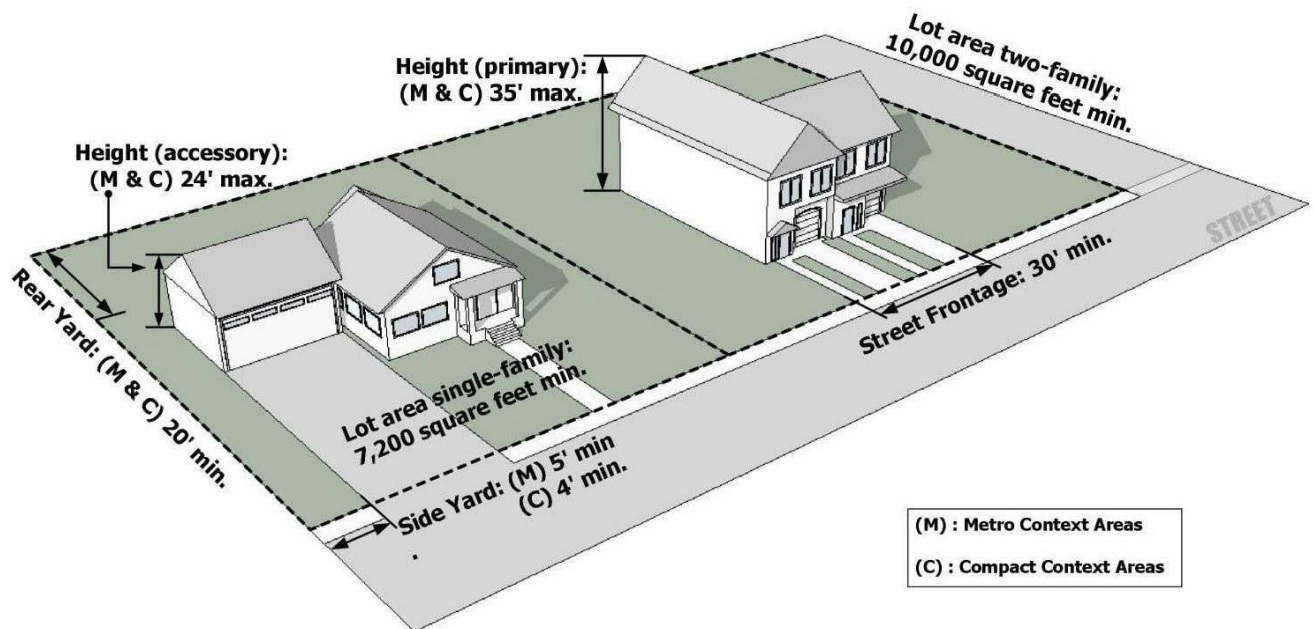 Lot area two-family:
10,000 square feet min.
Height (primary):
(M & C) 35' max.
Height (accessory):
(M & C) 24' max.
STREET
Rear Yard: (M & C) 20' min.
Street Frontage: 30' min.
Lot area single-family:
7,200 square feet min.
Side Yard: (M) 5' min
(C) 4' min.
.
(M) : Metro Context Areas
(C) : Compact Context Areas